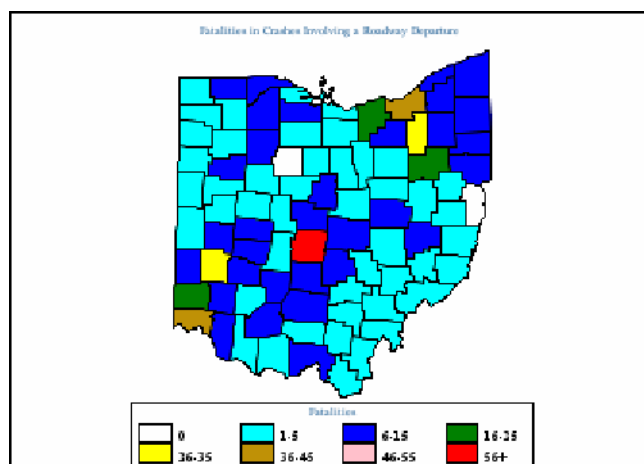 Fatalities in Crashes Involving a Roadway Departure
Fatalities
0 1-5 6-15 16-25
26-35 36-45 46-55 56+